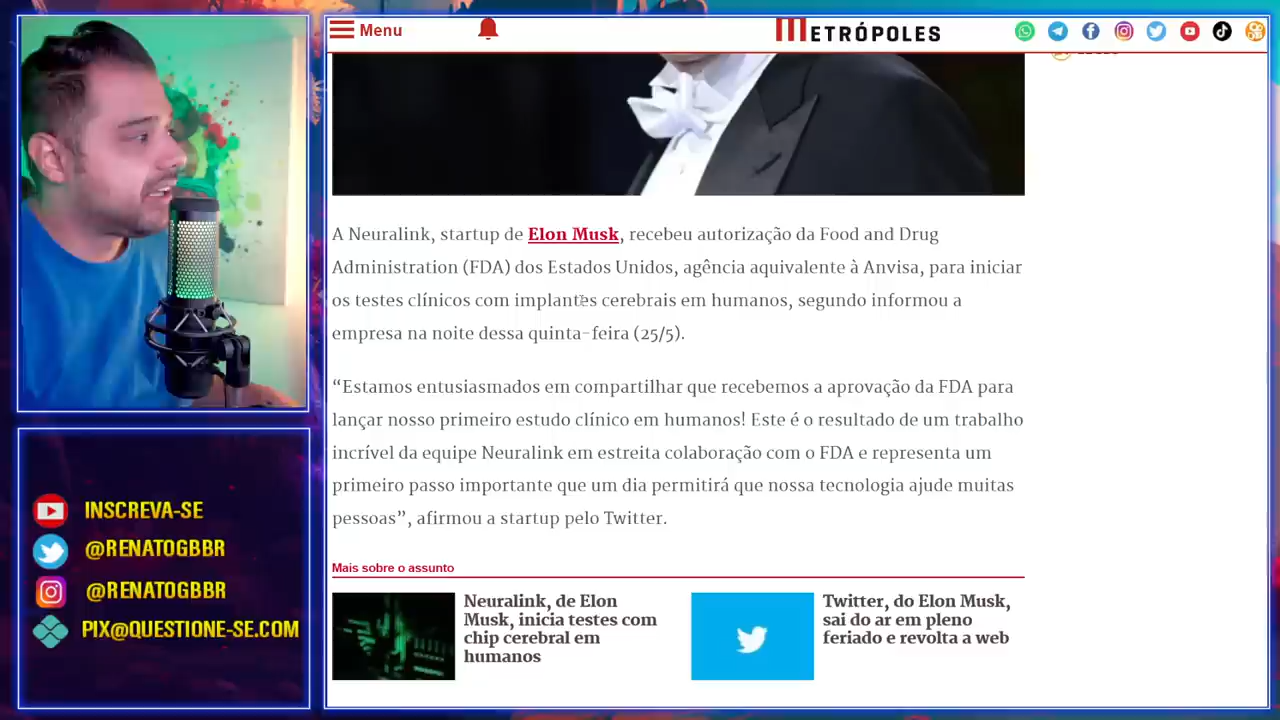 Menu
METRÓPOLES
A Neuralink, startup de Elon Musk, recebeu autorização da Food and Drug
Administration (FDA) dos Estados Unidos, agência equivalente à Anvisa, para iniciar
os testes clínicos com implantes cerebrais em humanos, segundo informou a
empresa na noite dessa quinta-feira (25/5).
“Estamos entusiasmados em compartilhar que recebemos a aprovação da FDA para
lançar nosso primeiro estudo clínico em humanos! Este é o resultado de um trabalho
incrível da equipe Neuralink em estreita colaboração com o FDA e representa um
primeiro passo importante que um dia permitirá que nossa tecnologia ajude muitas
pessoas”, afirmou a startup pelo Twitter.
Mais sobre o assunto
Neuralink, de Elon
Musk, inicia testes com
chip cerebral em
humanos
Twitter, do Elon Musk,
sai do ar em pleno
feriado e revolta a web
INSCREVA-SE
@RENATOGBBR
@RENATOGBBR
PIX@QUESTIONE-SE.COM